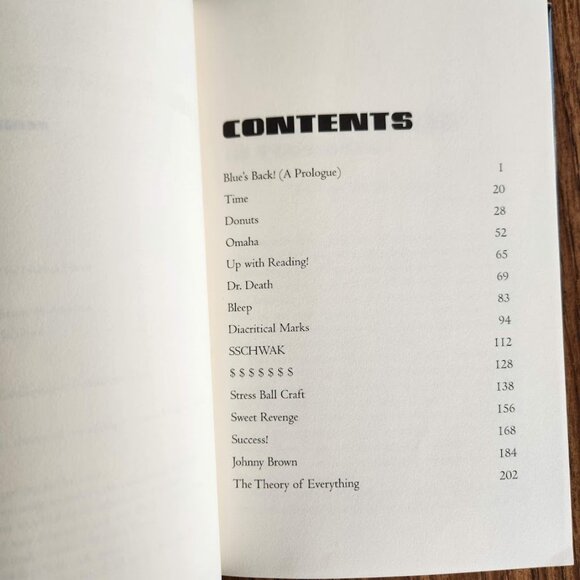 CONTENTS
Blue's Back! (A Prologue) 1
Time 20
Donuts 28
Omaha 52
Up with Reading! 65
Dr. Death 69
Bleep 83
Diacritical Marks 94
SSCHWAK 112
$ $ $ $ $ $ $ 128
Stress Ball Craft 138
Sweet Revenge 156
Success! 168
Johnny Brown 184
The Theory of Everything 202